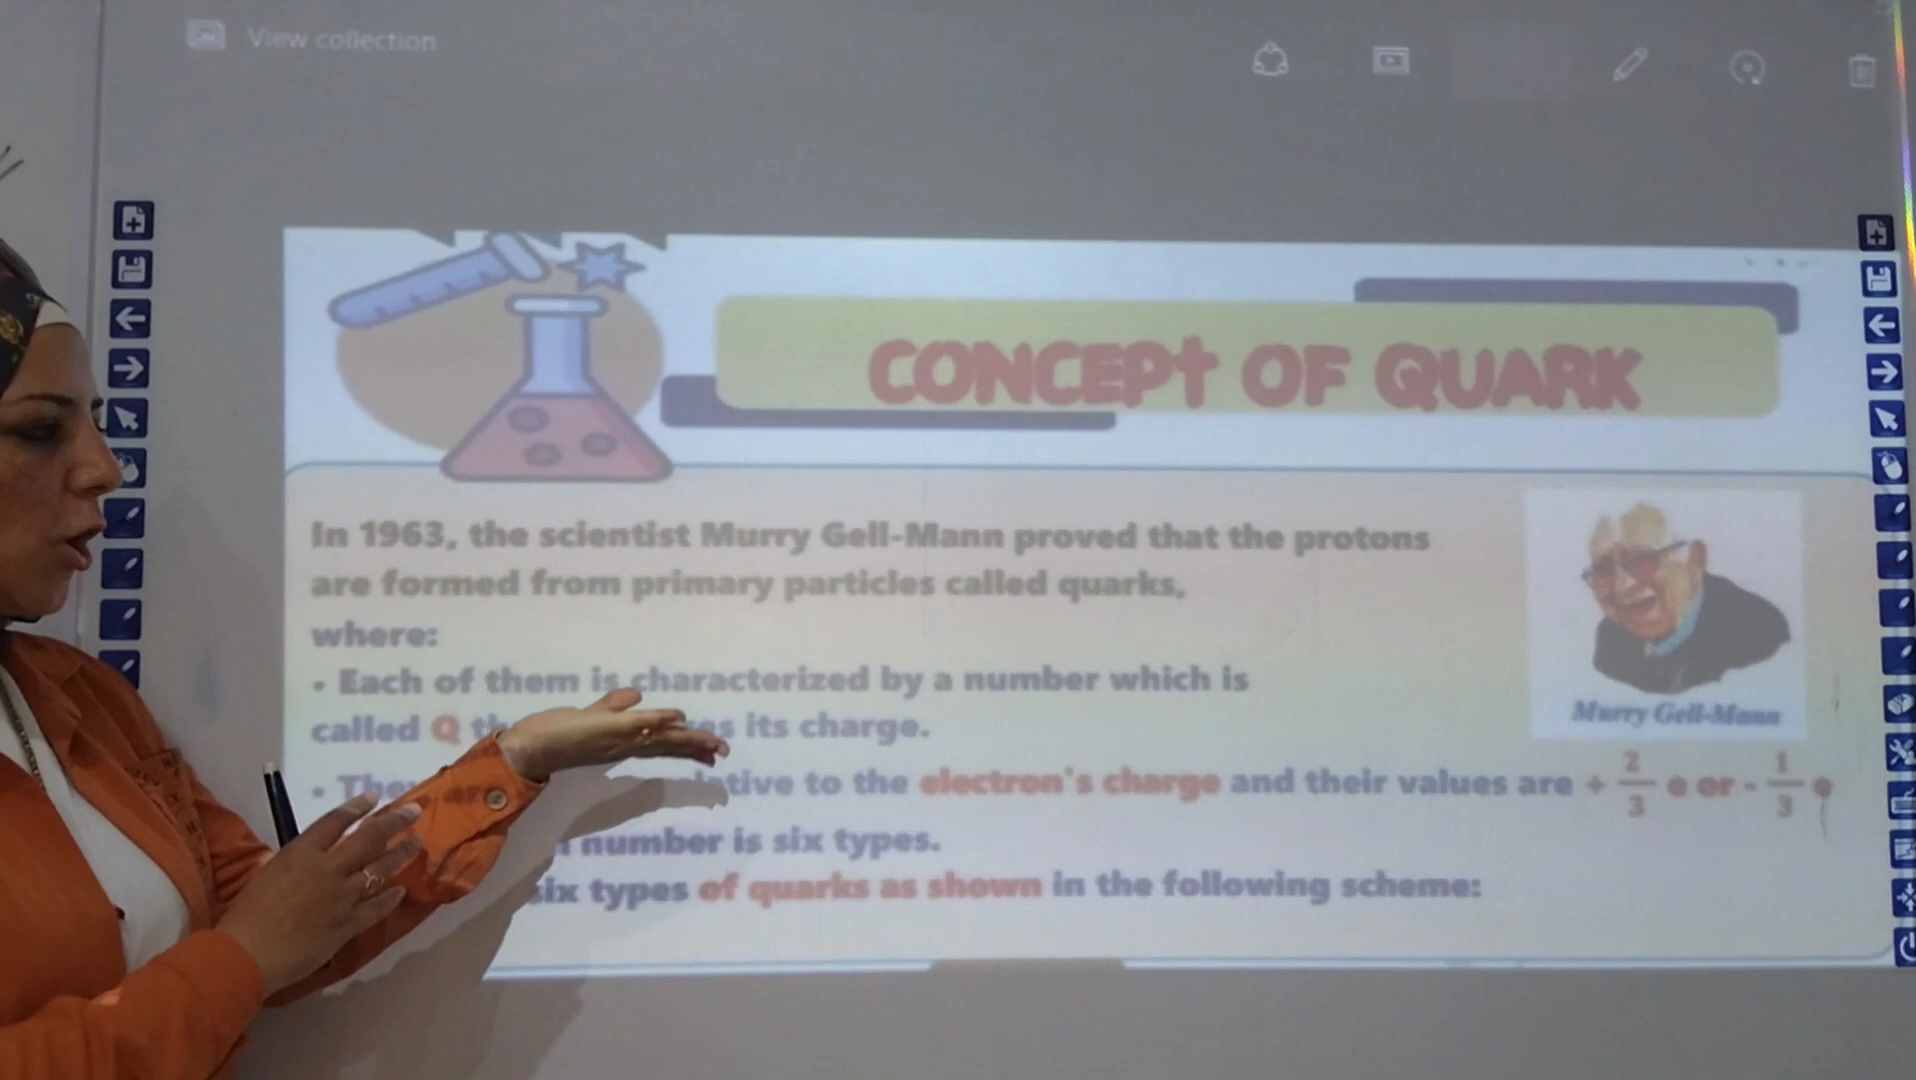 View collection
CONCEPT OF QUARK
In 1963, the scientist Murry Gell-Mann proved that the protons
are formed from primary particles called quarks,
where:
• Each of them is characterized by a number which is
called Q its charge.
Murry Gell-Mann
• to the electron's charge and their values are + 2/3 e or - 1/3 e
number is six types.
six types of quarks as shown in the following scheme: